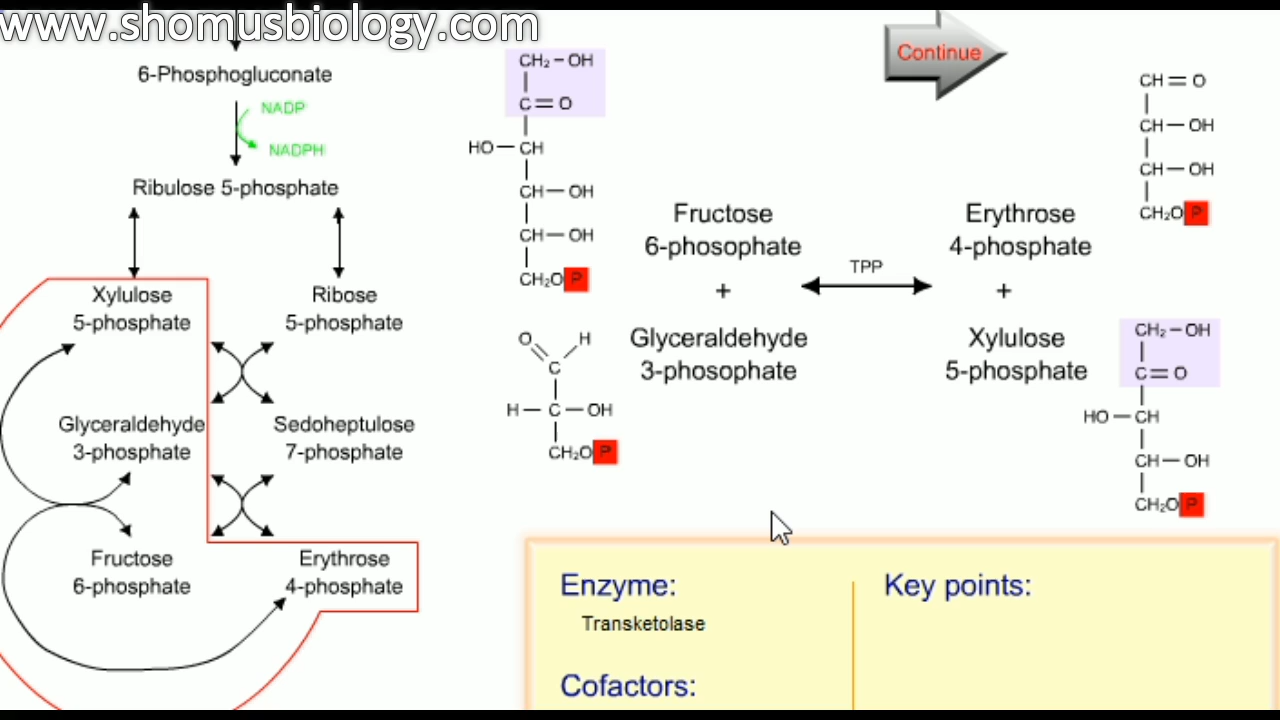 www.shomusbiology.com
6-Phosphogluconate
NADP
NADPH
Ribulose 5-phosphate
Xylulose
5-phosphate
Ribose
5-phosphate
Glyceraldehyde
3-phosphate
Sedoheptulose
7-phosphate
Fructose
6-phosphate
Erythrose
4-phosphate
CH₂-OH
C=O
HO-CH
CH-OH
CH-OH
CH₂O P
O H
C
H-C-OH
CH₂O P
Fructose
6-phosophate
+
Glyceraldehyde
3-phosophate
TPP
Continue
Erythrose
4-phosphate
+
Xylulose
5-phosphate
CH=O
CH-OH
CH-OH
CH₂O P
CH₂-OH
C=O
HO-CH
CH-OH
CH₂O P
Enzyme:
Transketolase
Cofactors:
Key points: